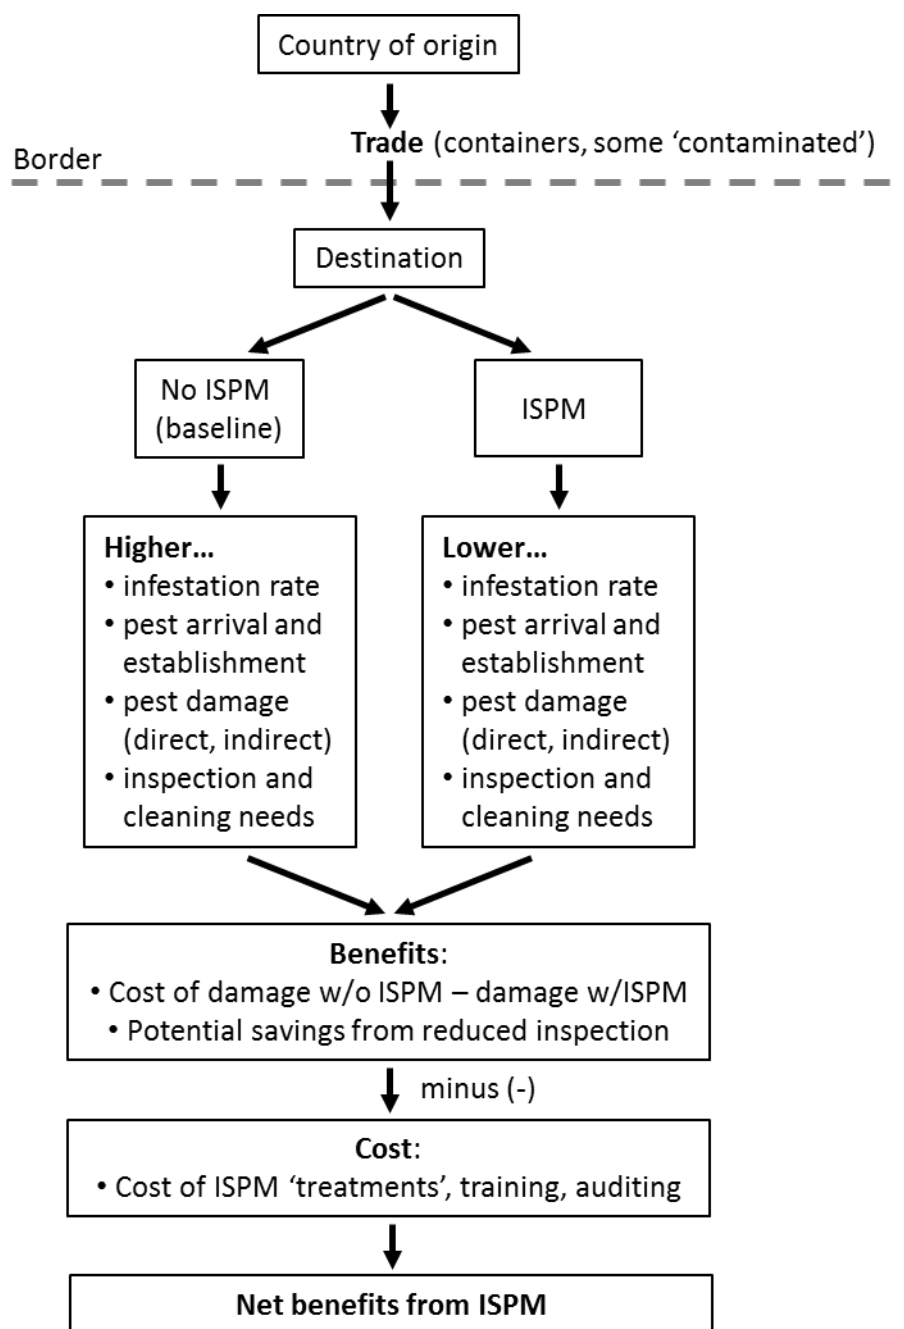 Country of origin
Trade (containers, some ‘contaminated’)
Border
Destination
No ISPM
(baseline)
ISPM
Higher…
• infestation rate
• pest arrival and
establishment
• pest damage
(direct, indirect)
• inspection and
cleaning needs
Lower…
• infestation rate
• pest arrival and
establishment
• pest damage
(direct, indirect)
• inspection and
cleaning needs
Benefits:
• Cost of damage w/o ISPM – damage w/ISPM
• Potential savings from reduced inspection
minus (-)
Cost:
• Cost of ISPM ‘treatments’, training, auditing
Net benefits from ISPM